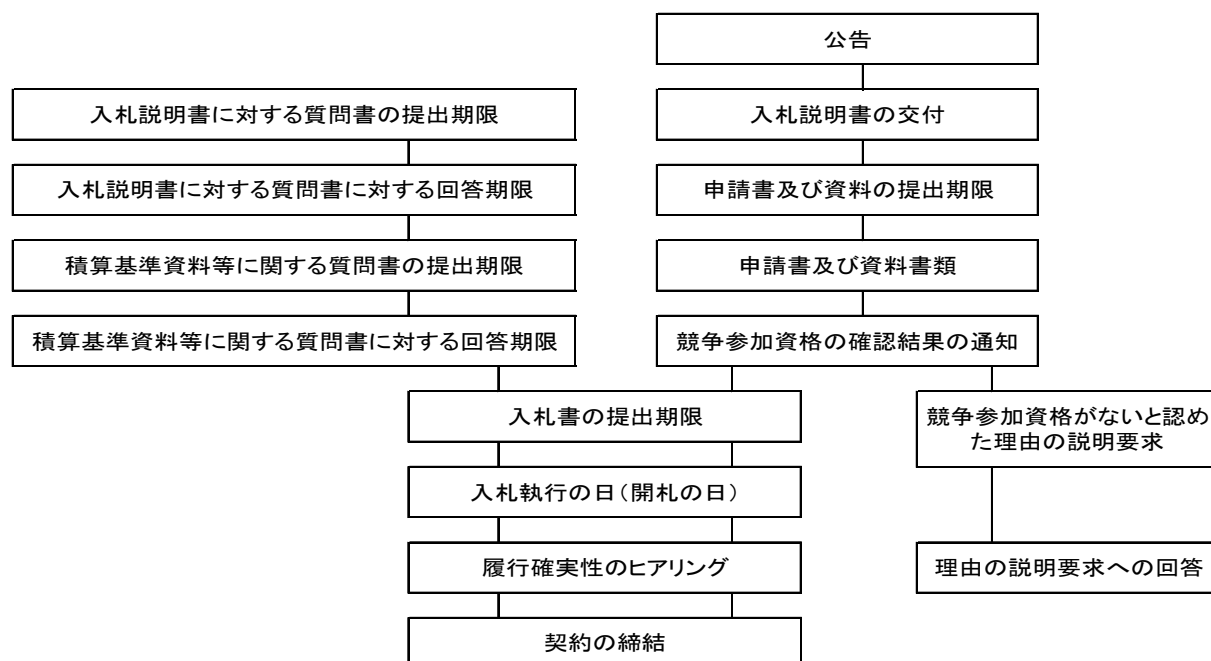 公告
入札説明書に対する質問書の提出期限
入札説明書の交付
入札説明書に対する質問書に対する回答期限
申請書及び資料の提出期限
積算基準資料等に関する質問書の提出期限
申請書及び資料書類
積算基準資料等に関する質問書に対する回答期限
競争参加資格の確認結果の通知
入札書の提出期限
競争参加資格がないと認め
た理由の説明要求
入札執行の日(開札の日)
履行確実性のヒアリング
理由の説明要求への回答
契約の締結